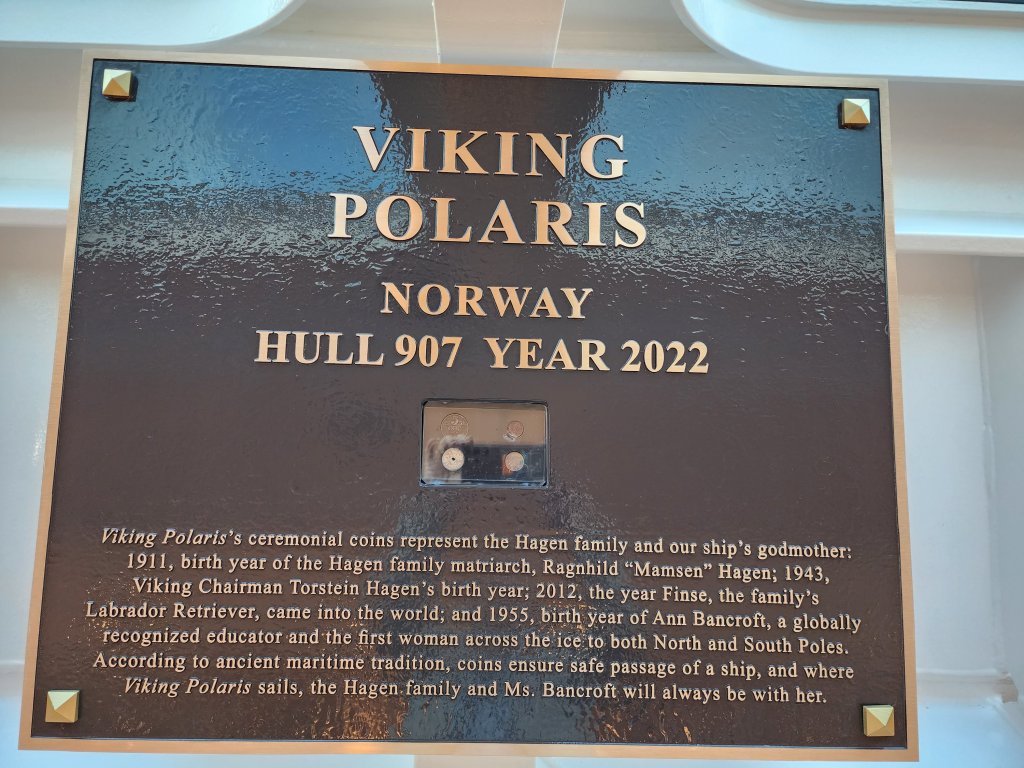 VIKING
POLARIS
NORWAY
HULL 907 YEAR 2022
Viking Polaris's ceremonial coins represent the Hagen family and our ship's godmother:
1911, birth year of the Hagen family matriarch, Ragnhild "Mamsen" Hagen; 1943,
Viking Chairman Torstein Hagen's birth year; 2012, the year Finse, the family's
Labrador Retriever, came into the world; and 1955, birth year of Ann Bancroft, a globally
recognized educator and the first woman across the ice to both North and South Poles.
According to ancient maritime tradition, coins ensure safe passage of a ship, and where
Viking Polaris sails, the Hagen family and Ms. Bancroft will always be with her.